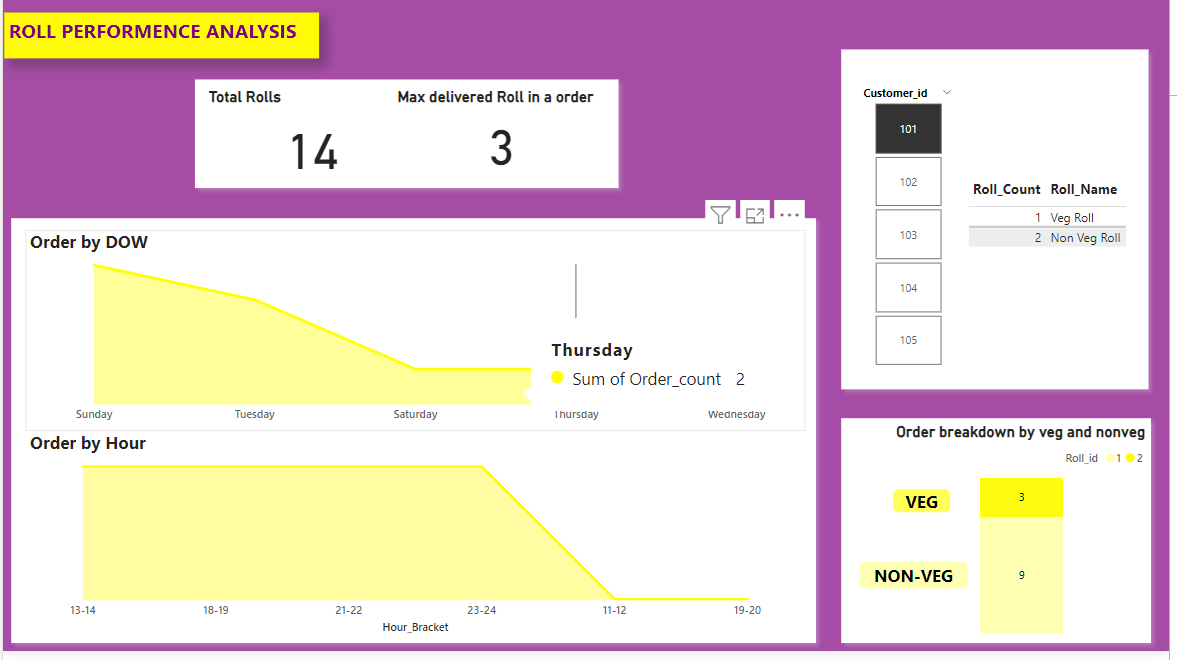 ROLL PERFORMENCE ANALYSIS
Total Rolls
Max delivered Roll in a order
14
3
Customer_id
101
102
103
104
105
Roll_Count Roll_Name
1 Veg Roll
2 Non Veg Roll
Order by DOW
Thursday
Sum of Order_count 2
Sunday Tuesday Saturday Thursday Wednesday
Order by Hour
13-14 18-19 21-22 23-24 11-12 19-20
Hour_Bracket
Order breakdown by veg and nonveg
Roll_id 1 2
VEG
3
NON-VEG
9